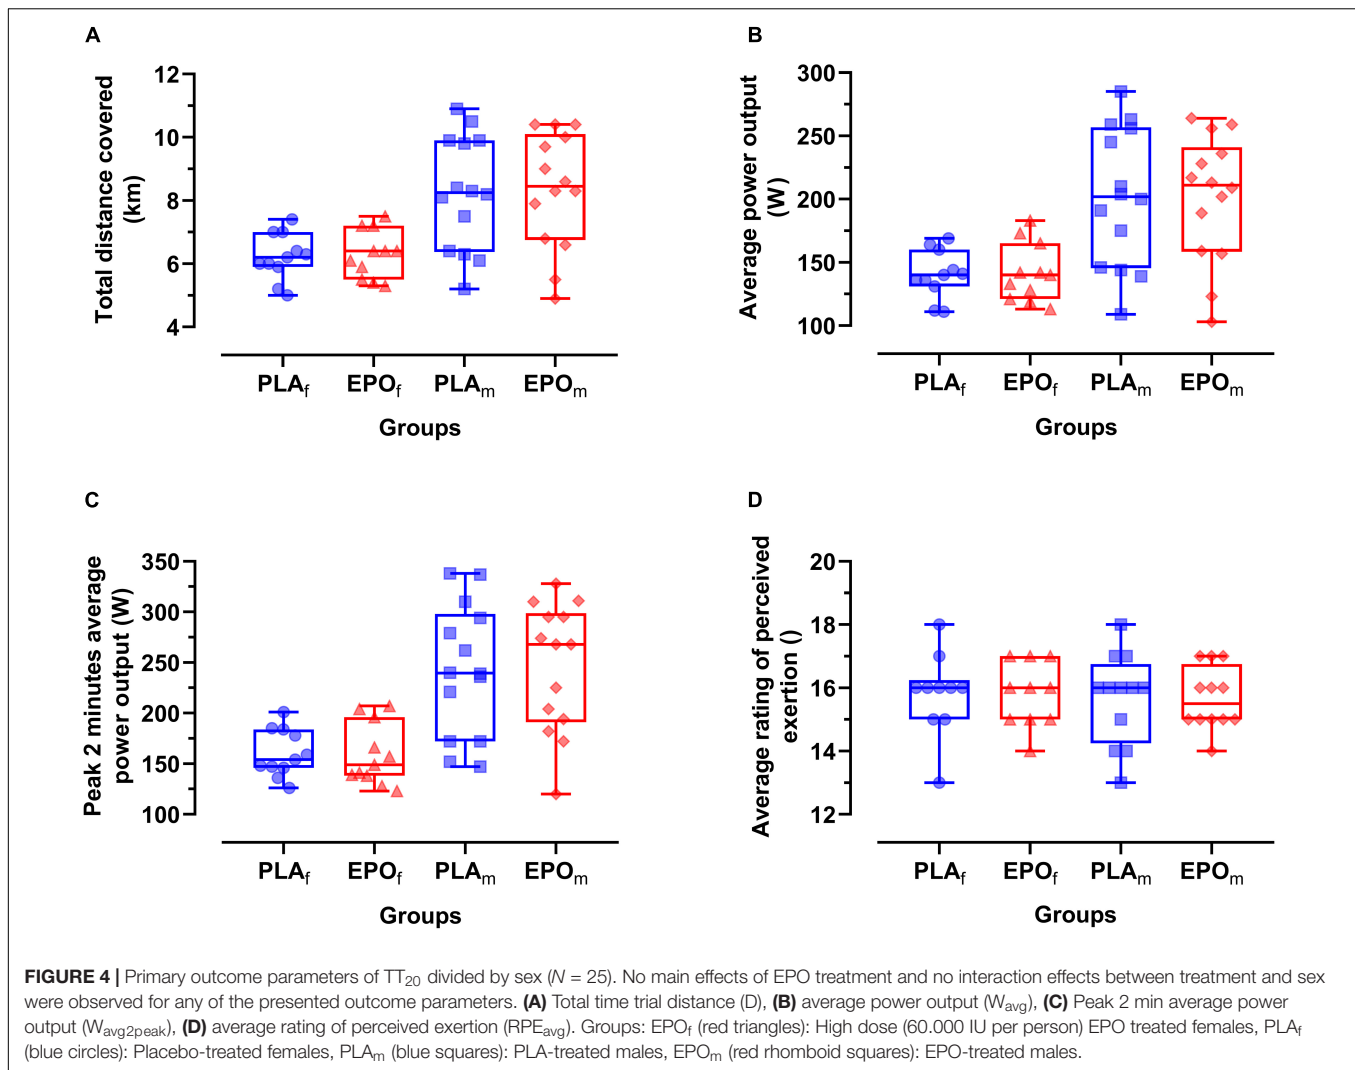 A
Total distance covered
(km)
12
10
8
6
4
PLAf
EPOf
PLAm
EPOm
Groups
B
Average power output
(W)
300
250
200
150
100
PLAf
EPOf
PLAm
EPOm
Groups
C
Peak 2 minutes average
power output (W)
350
300
250
200
150
100
PLAf
EPOf
PLAm
EPOm
Groups
D
Average rating of perceived
exertion ()
20
18
16
14
12
PLAf
EPOf
PLAm
EPOm
Groups
FIGURE 4 | Primary outcome parameters of TT20 divided by sex (N = 25). No main effects of EPO treatment and no interaction effects between treatment and sex
were observed for any of the presented outcome parameters. (A) Total time trial distance (D), (B) average power output (Wavg), (C) Peak 2 min average power
output (Wavg2peak), (D) average rating of perceived exertion (RPEavg). Groups: EPOf (red triangles): High dose (60.000 IU per person) EPO treated females, PLAf
(blue circles): Placebo-treated females, PLAm (blue squares): PLA-treated males, EPOm (red rhomboid squares): EPO-treated males.